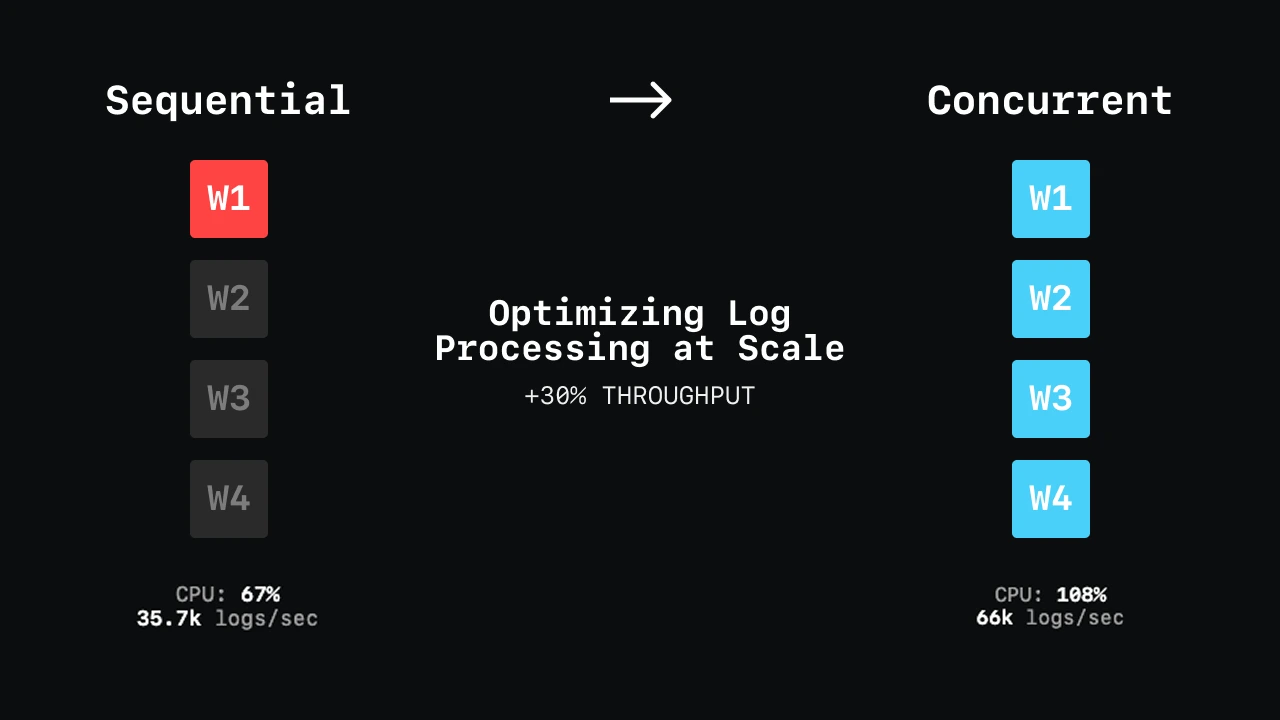 Sequential
→
Concurrent
W1
W2
W3
W4
Optimizing Log
Processing at Scale
+30% THROUGHPUT
W1
W2
W3
W4
CPU: 67%
35.7k logs/sec
CPU: 108%
66k logs/sec